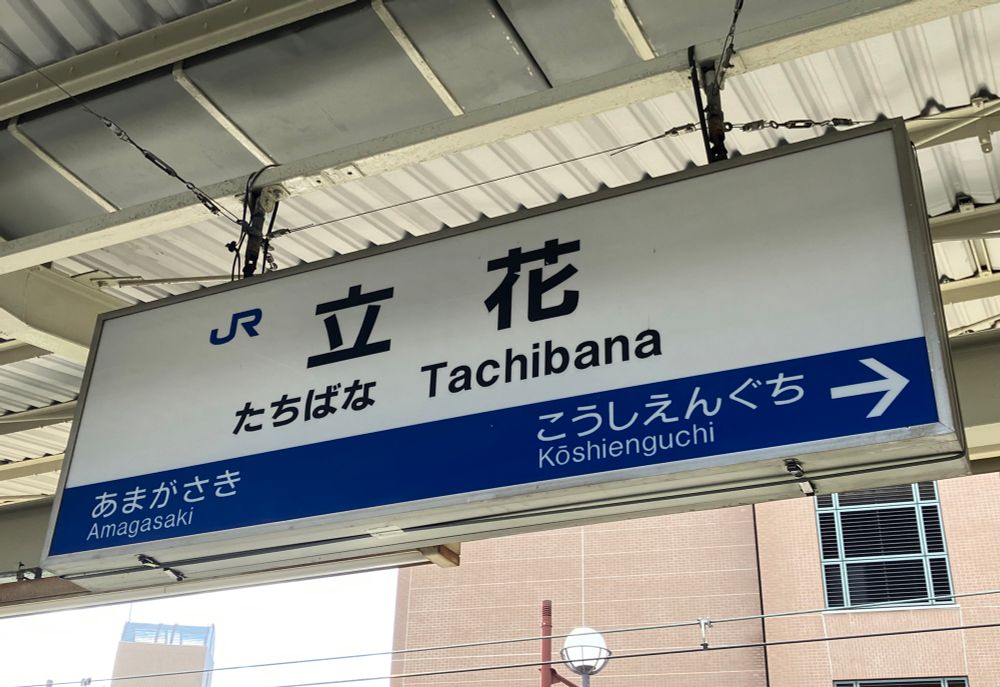 JR 立花
たちばな Tachibana
こうしえんぐち
Kōshienguchi
あまがさき
Amagasaki